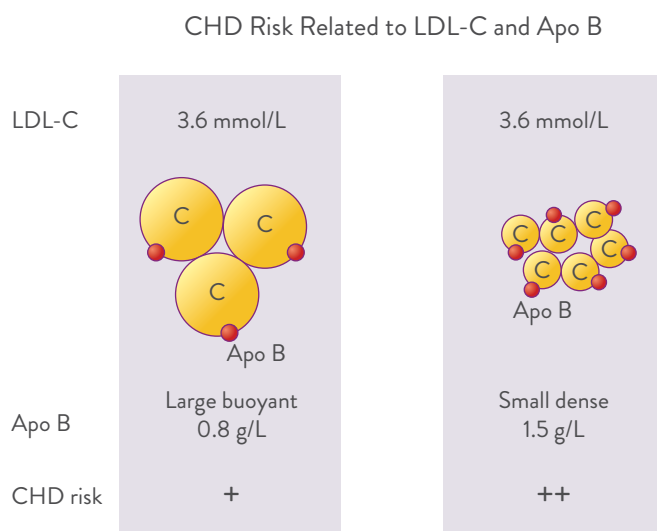 CHD Risk Related to LDL-C and Apo B
LDL-C 3.6 mmol/L 3.6 mmol/L
C C C
Apo B
C C C C C C
Apo B
Large buoyant Small dense
Apo B 0.8 g/L 1.5 g/L
CHD risk + ++